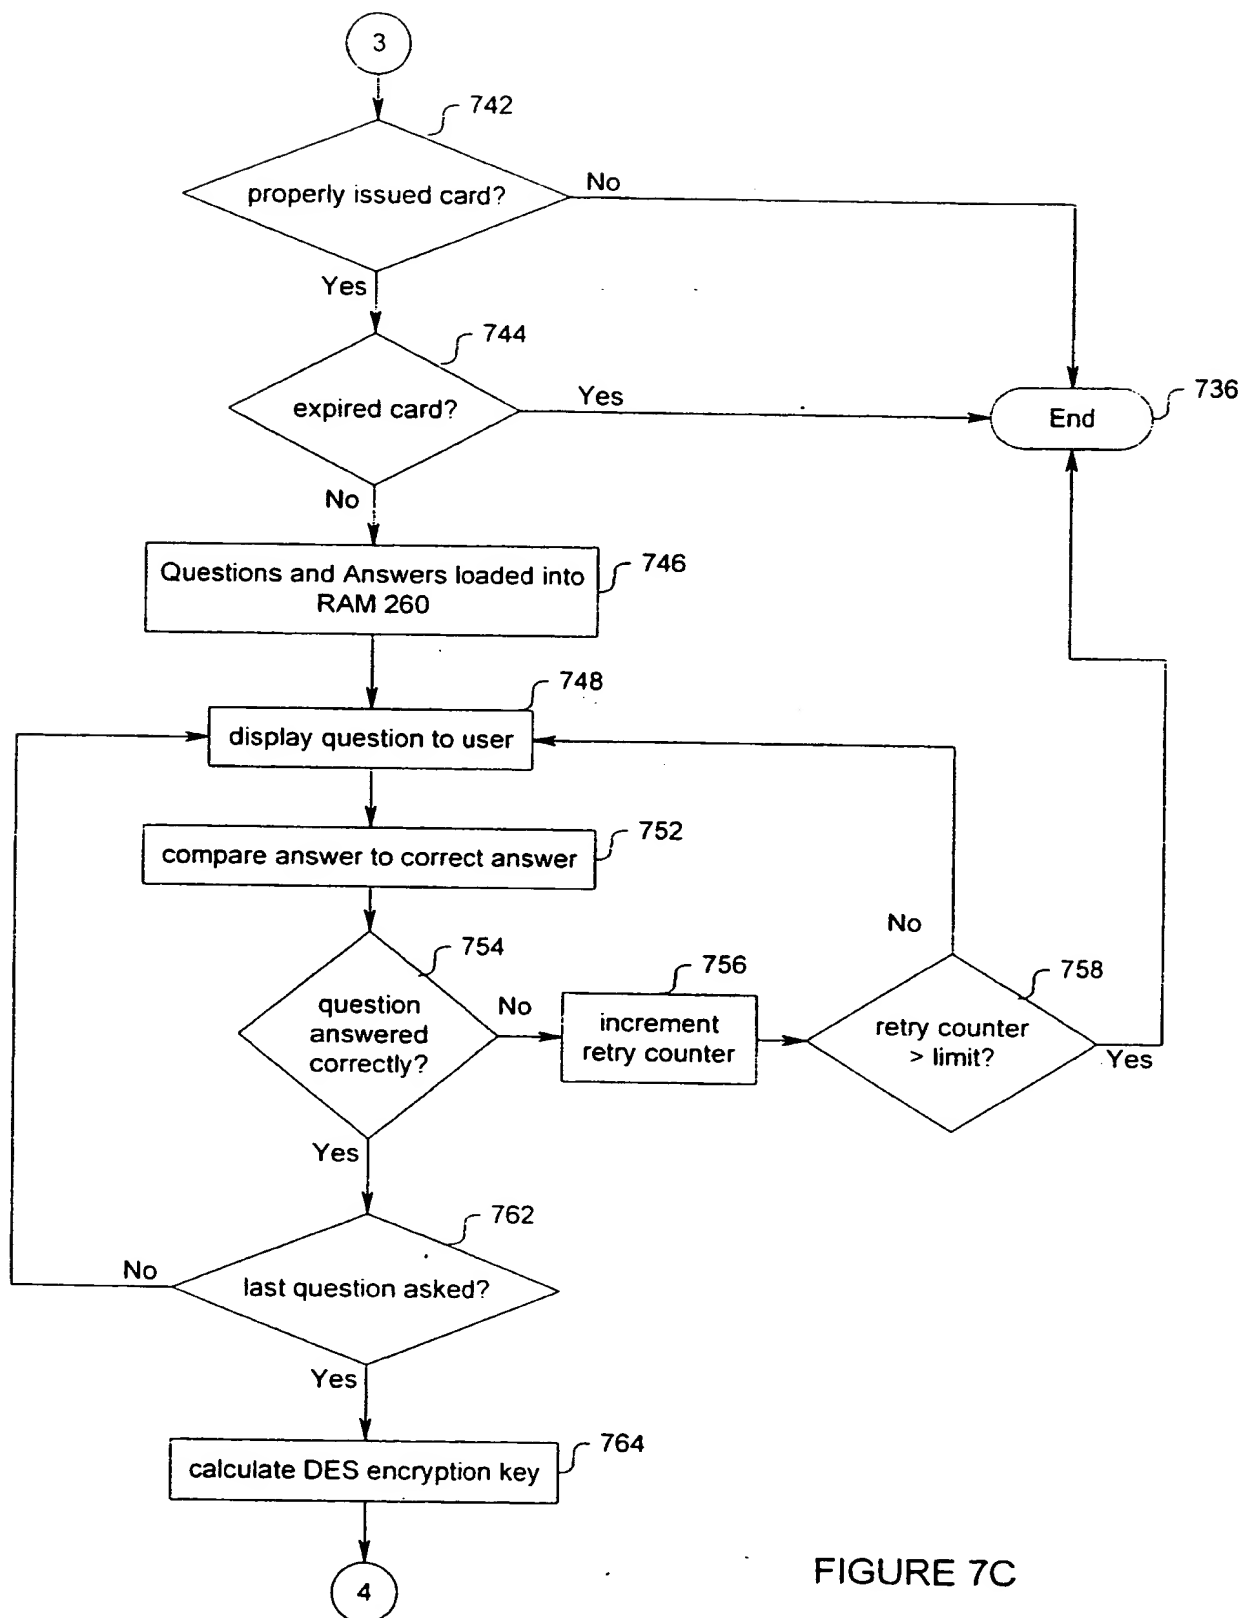 3
742
properly issued card?
No
Yes
744
expired card?
Yes
736
End
No
746
Questions and Answers loaded into
RAM 260
748
display question to user
752
compare answer to correct answer
754
question
answered
correctly?
No
756
increment
retry counter
No
758
retry counter
> limit?
Yes
Yes
762
last question asked?
No
Yes
764
calculate DES encryption key
4
FIGURE 7C